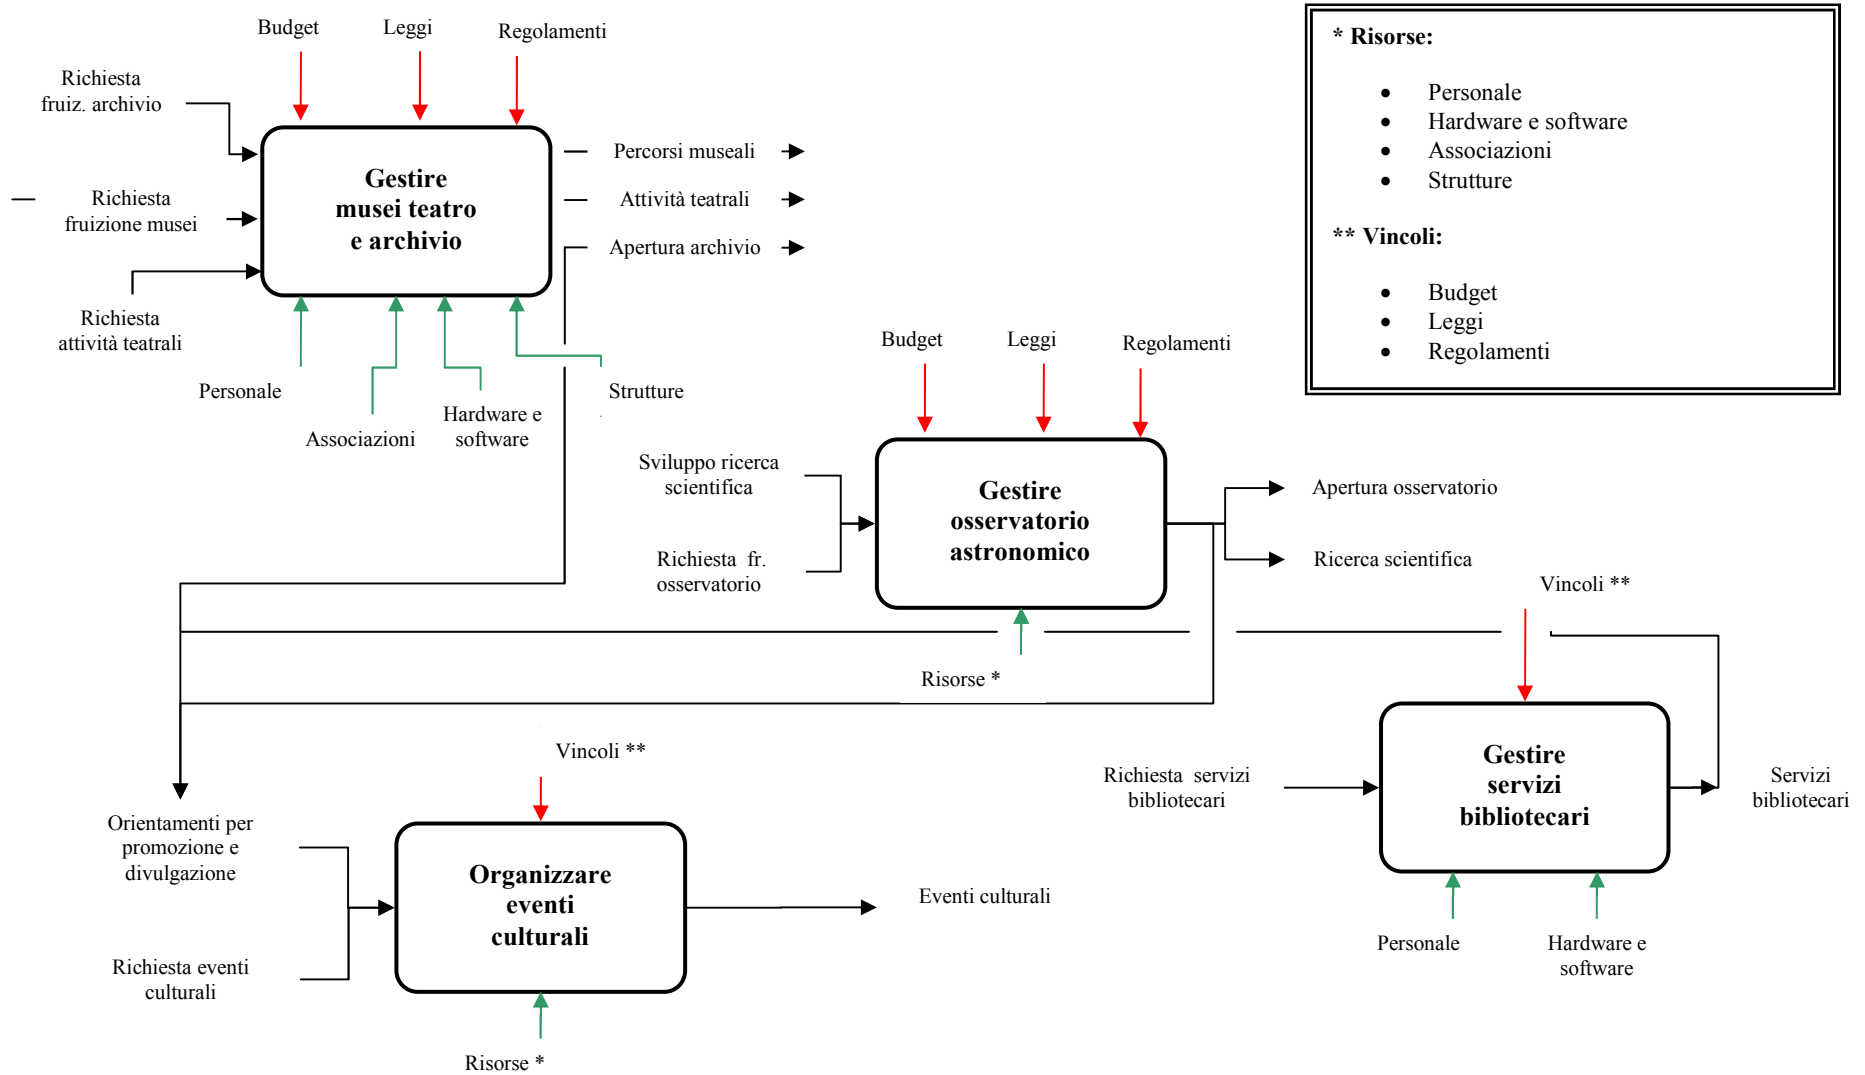 Budget
Leggi
Regolamenti
Richiesta
fruiz. archivio
Richiesta
fruizione musei
Richiesta
attività teatrali
Gestire
musei teatro
e archivio
Percorsi museali
Attività teatrali
Apertura archivio
Personale
Associazioni
Hardware e
software
Strutture
* Risorse:
• Personale
• Hardware e software
• Associazioni
• Strutture
** Vincoli:
• Budget
• Leggi
• Regolamenti
Budget
Leggi
Regolamenti
Sviluppo ricerca
scientifica
Richiesta fr.
osservatorio
Gestire
osservatorio
astronomico
Apertura osservatorio
Ricerca scientifica
Risorse *
Vincoli **
Richiesta servizi
bibliotecari
Gestire
servizi
bibliotecari
Servizi
bibliotecari
Personale
Hardware e
software
Vincoli **
Orientamenti per
promozione e
divulgazione
Richiesta eventi
culturali
Organizzare
eventi
culturali
Eventi culturali
Risorse *